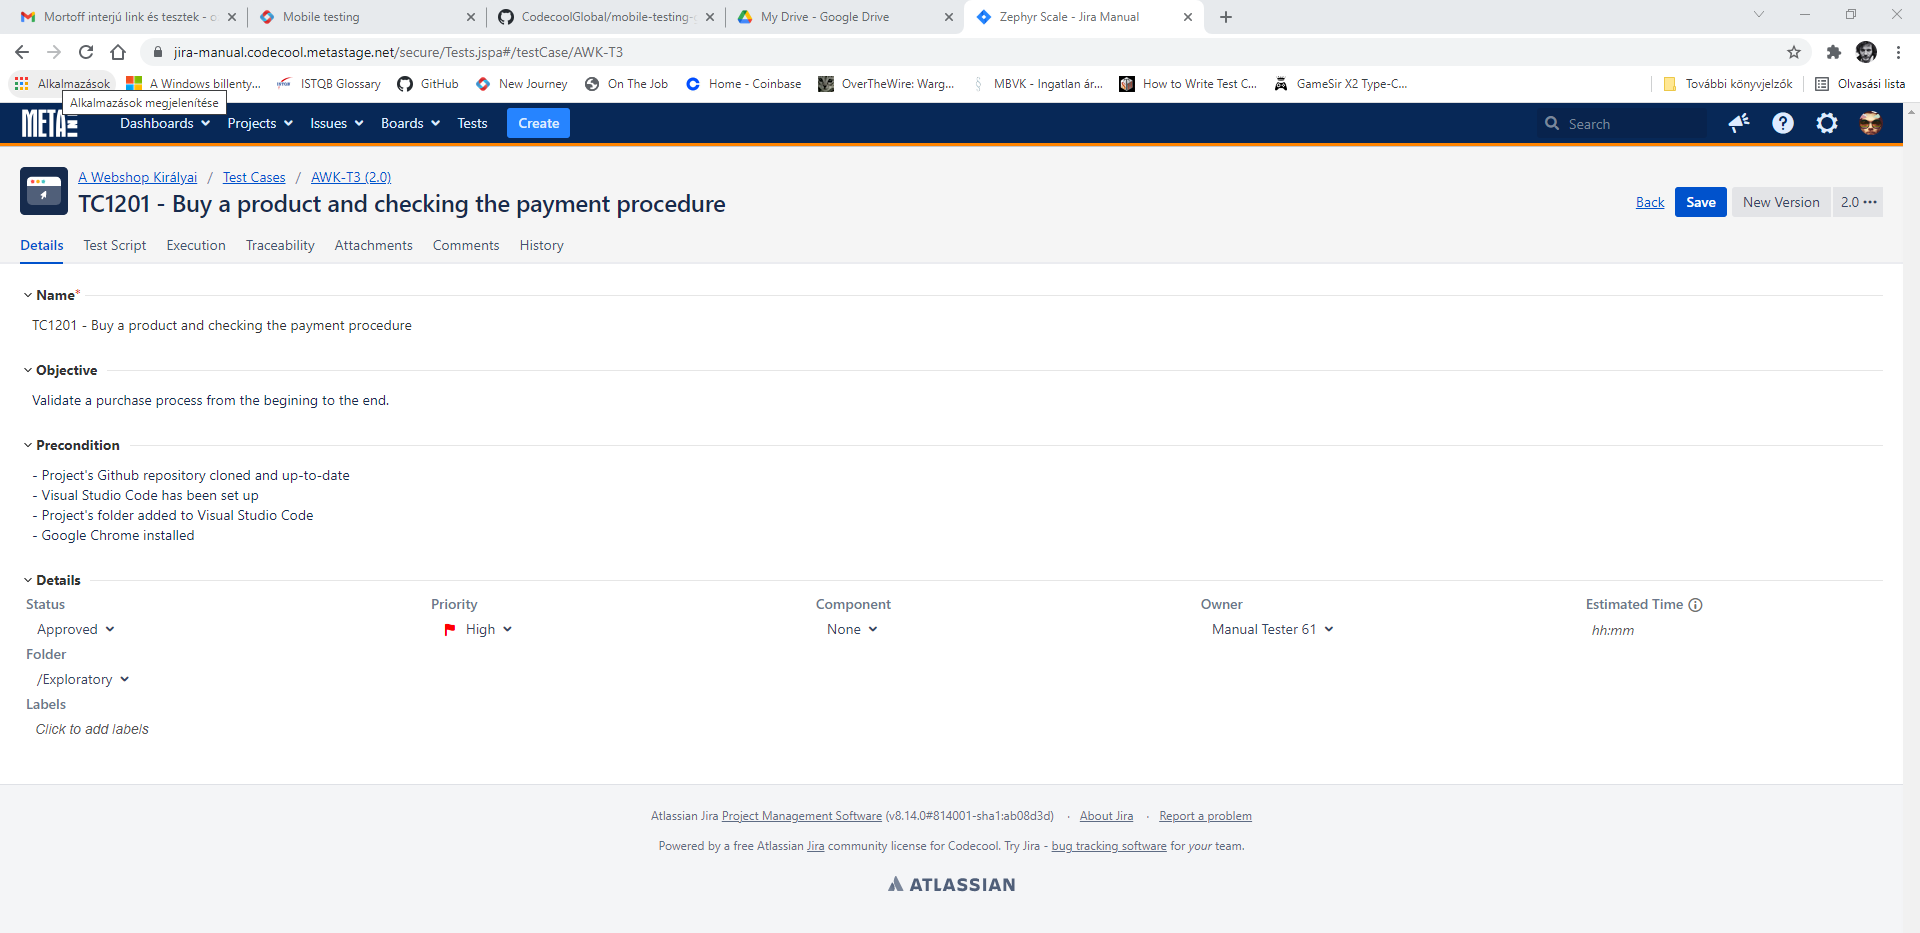 Mortoff interjú link és tesztek - o
Mobile testing
CodecoolGlobal/mobile-testing-
My Drive - Google Drive
Zephyr Scale - Jira Manual
jira-manual.codecool.metastage.net/secure/Tests.jspa#/testCase/AWK-T3
Alkalmazások
A Windows billenty...
ISTQB Glossary
GitHub
New Journey
On The Job
Home - Coinbase
OverTheWire: Warg...
MBVK - Ingatlan ár...
How to Write Test C...
GameSir X2 Type-C...
További könyvjelzők
Olvasási lista
Alkalmazások megjelenítése
META
Dashboards
Projects
Issues
Boards
Tests
Create
Search
A Webshop Királyai / Test Cases / AWK-T3 (2.0)
TC1201 - Buy a product and checking the payment procedure
Back
Save
New Version
2.0 •••
Details
Test Script
Execution
Traceability
Attachments
Comments
History
Name*
TC1201 - Buy a product and checking the payment procedure
Objective
Validate a purchase process from the begining to the end.
Precondition
- Project's Github repository cloned and up-to-date
- Visual Studio Code has been set up
- Project's folder added to Visual Studio Code
- Google Chrome installed
Details
Status
Priority
Component
Owner
Estimated Time
Approved
High
None
Manual Tester 61
hh:mm
Folder
/Exploratory
Labels
Click to add labels
Atlassian Jira Project Management Software (v8.14.0#814001-sha1:ab08d3d) · About Jira · Report a problem
Powered by a free Atlassian Jira community license for Codecool. Try Jira - bug tracking software for your team.
ATLASSIAN